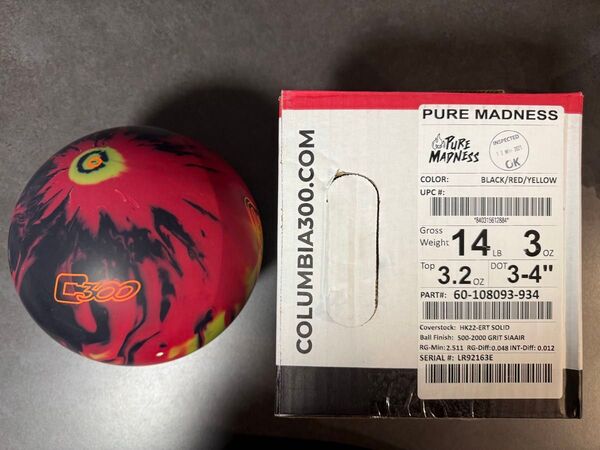 C300
COLUMBIA300.COM
PURE MADNESS
PURE
MADNESS
INSPECTED
OK
COLOR: BLACK/RED/YELLOW
UPC #:
Gross
Weight 14 LB 3 OZ
Top 3.2 OZ DOT 3-4"
PART#: 60-108093-934
Coverstock: HK22-ERT SOLID
Ball Finish: 500-2000 GRIT SIAAIR
RG-Min: 2.511 RG-Diff: 0.048 INT-Diff: 0.012
SERIAL #: LR92163E